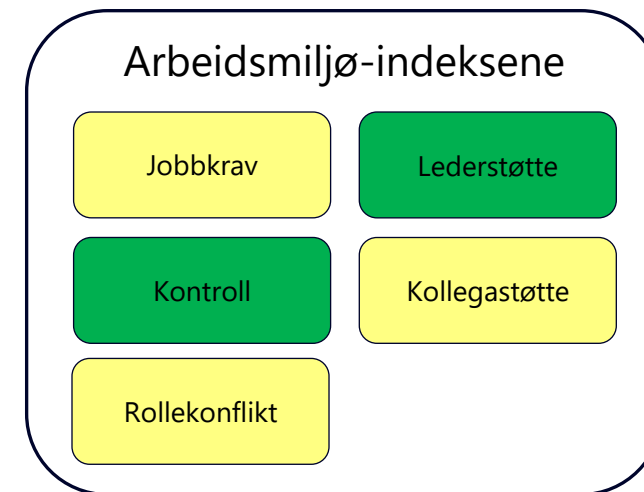 Arbeidsmiljø-indeksene
Jobbkrav
Lederstøtte
Kontroll
Kollegastøtte
Rollekonflikt